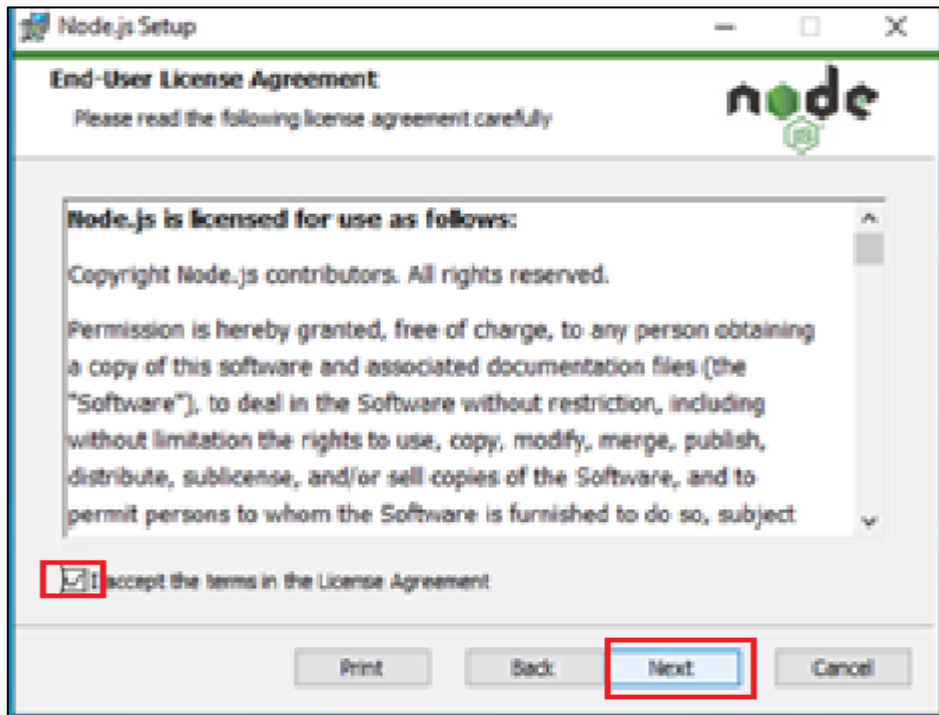 Node.js Setup
End-User License Agreement
Please read the following license agreement carefully
node
JS
Node.js is licensed for use as follows:
Copyright Node.js contributors. All rights reserved.
Permission is hereby granted, free of charge, to any person obtaining
a copy of this software and associated documentation files (the
"Software"), to deal in the Software without restriction, including
without limitation the rights to use, copy, modify, merge, publish,
distribute, sublicense, and/or sell copies of the Software, and to
permit persons to whom the Software is furnished to do so, subject
I accept the terms in the License Agreement
Print Back Next Cancel